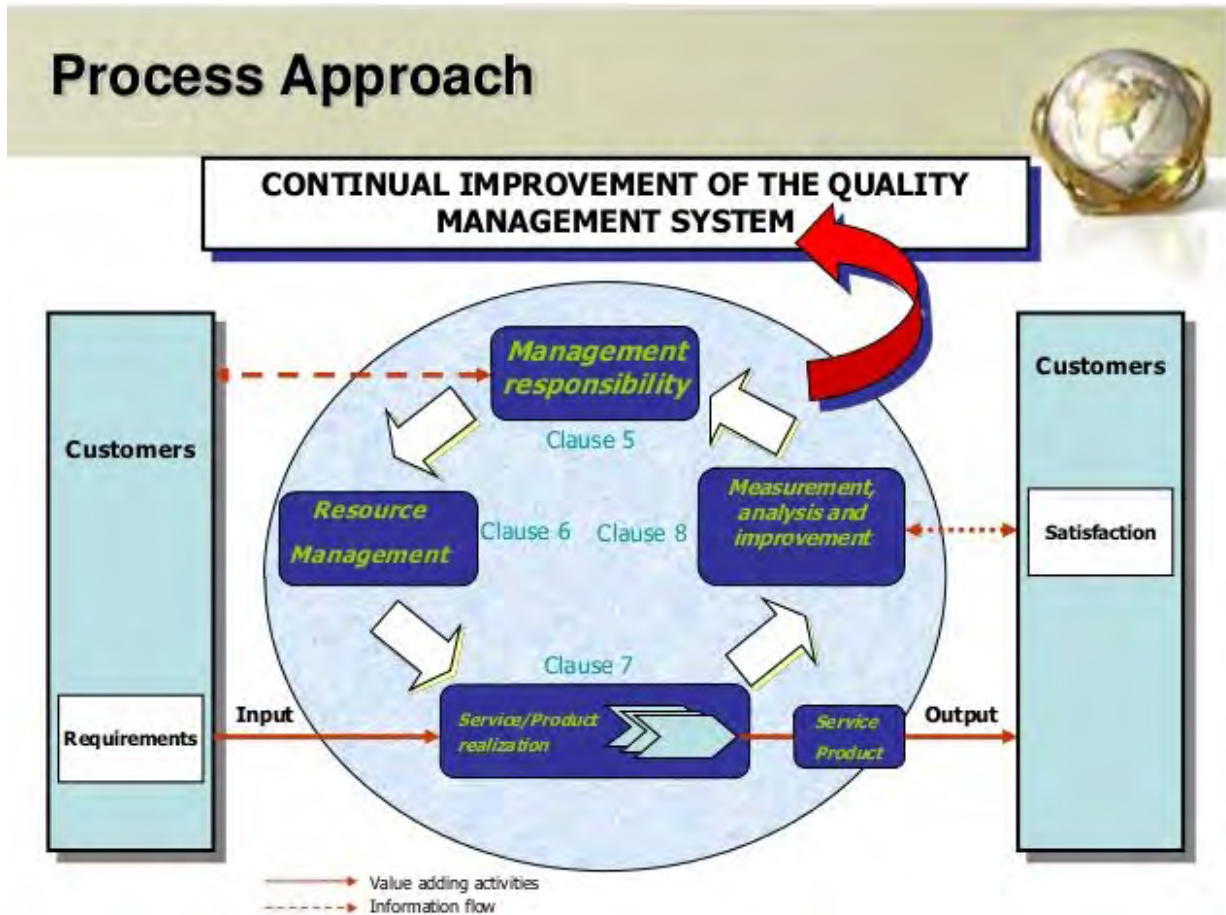 Process Approach
CONTINUAL IMPROVEMENT OF THE QUALITY
MANAGEMENT SYSTEM
Customers
Requirements
Input
Management
responsibility
Clause 5
Resource
Management
Clause 6
Clause 8
Measurement,
analysis and
improvement
Clause 7
Service/Product
realization
Service
Product
Output
Customers
Satisfaction
Value adding activities
Information flow